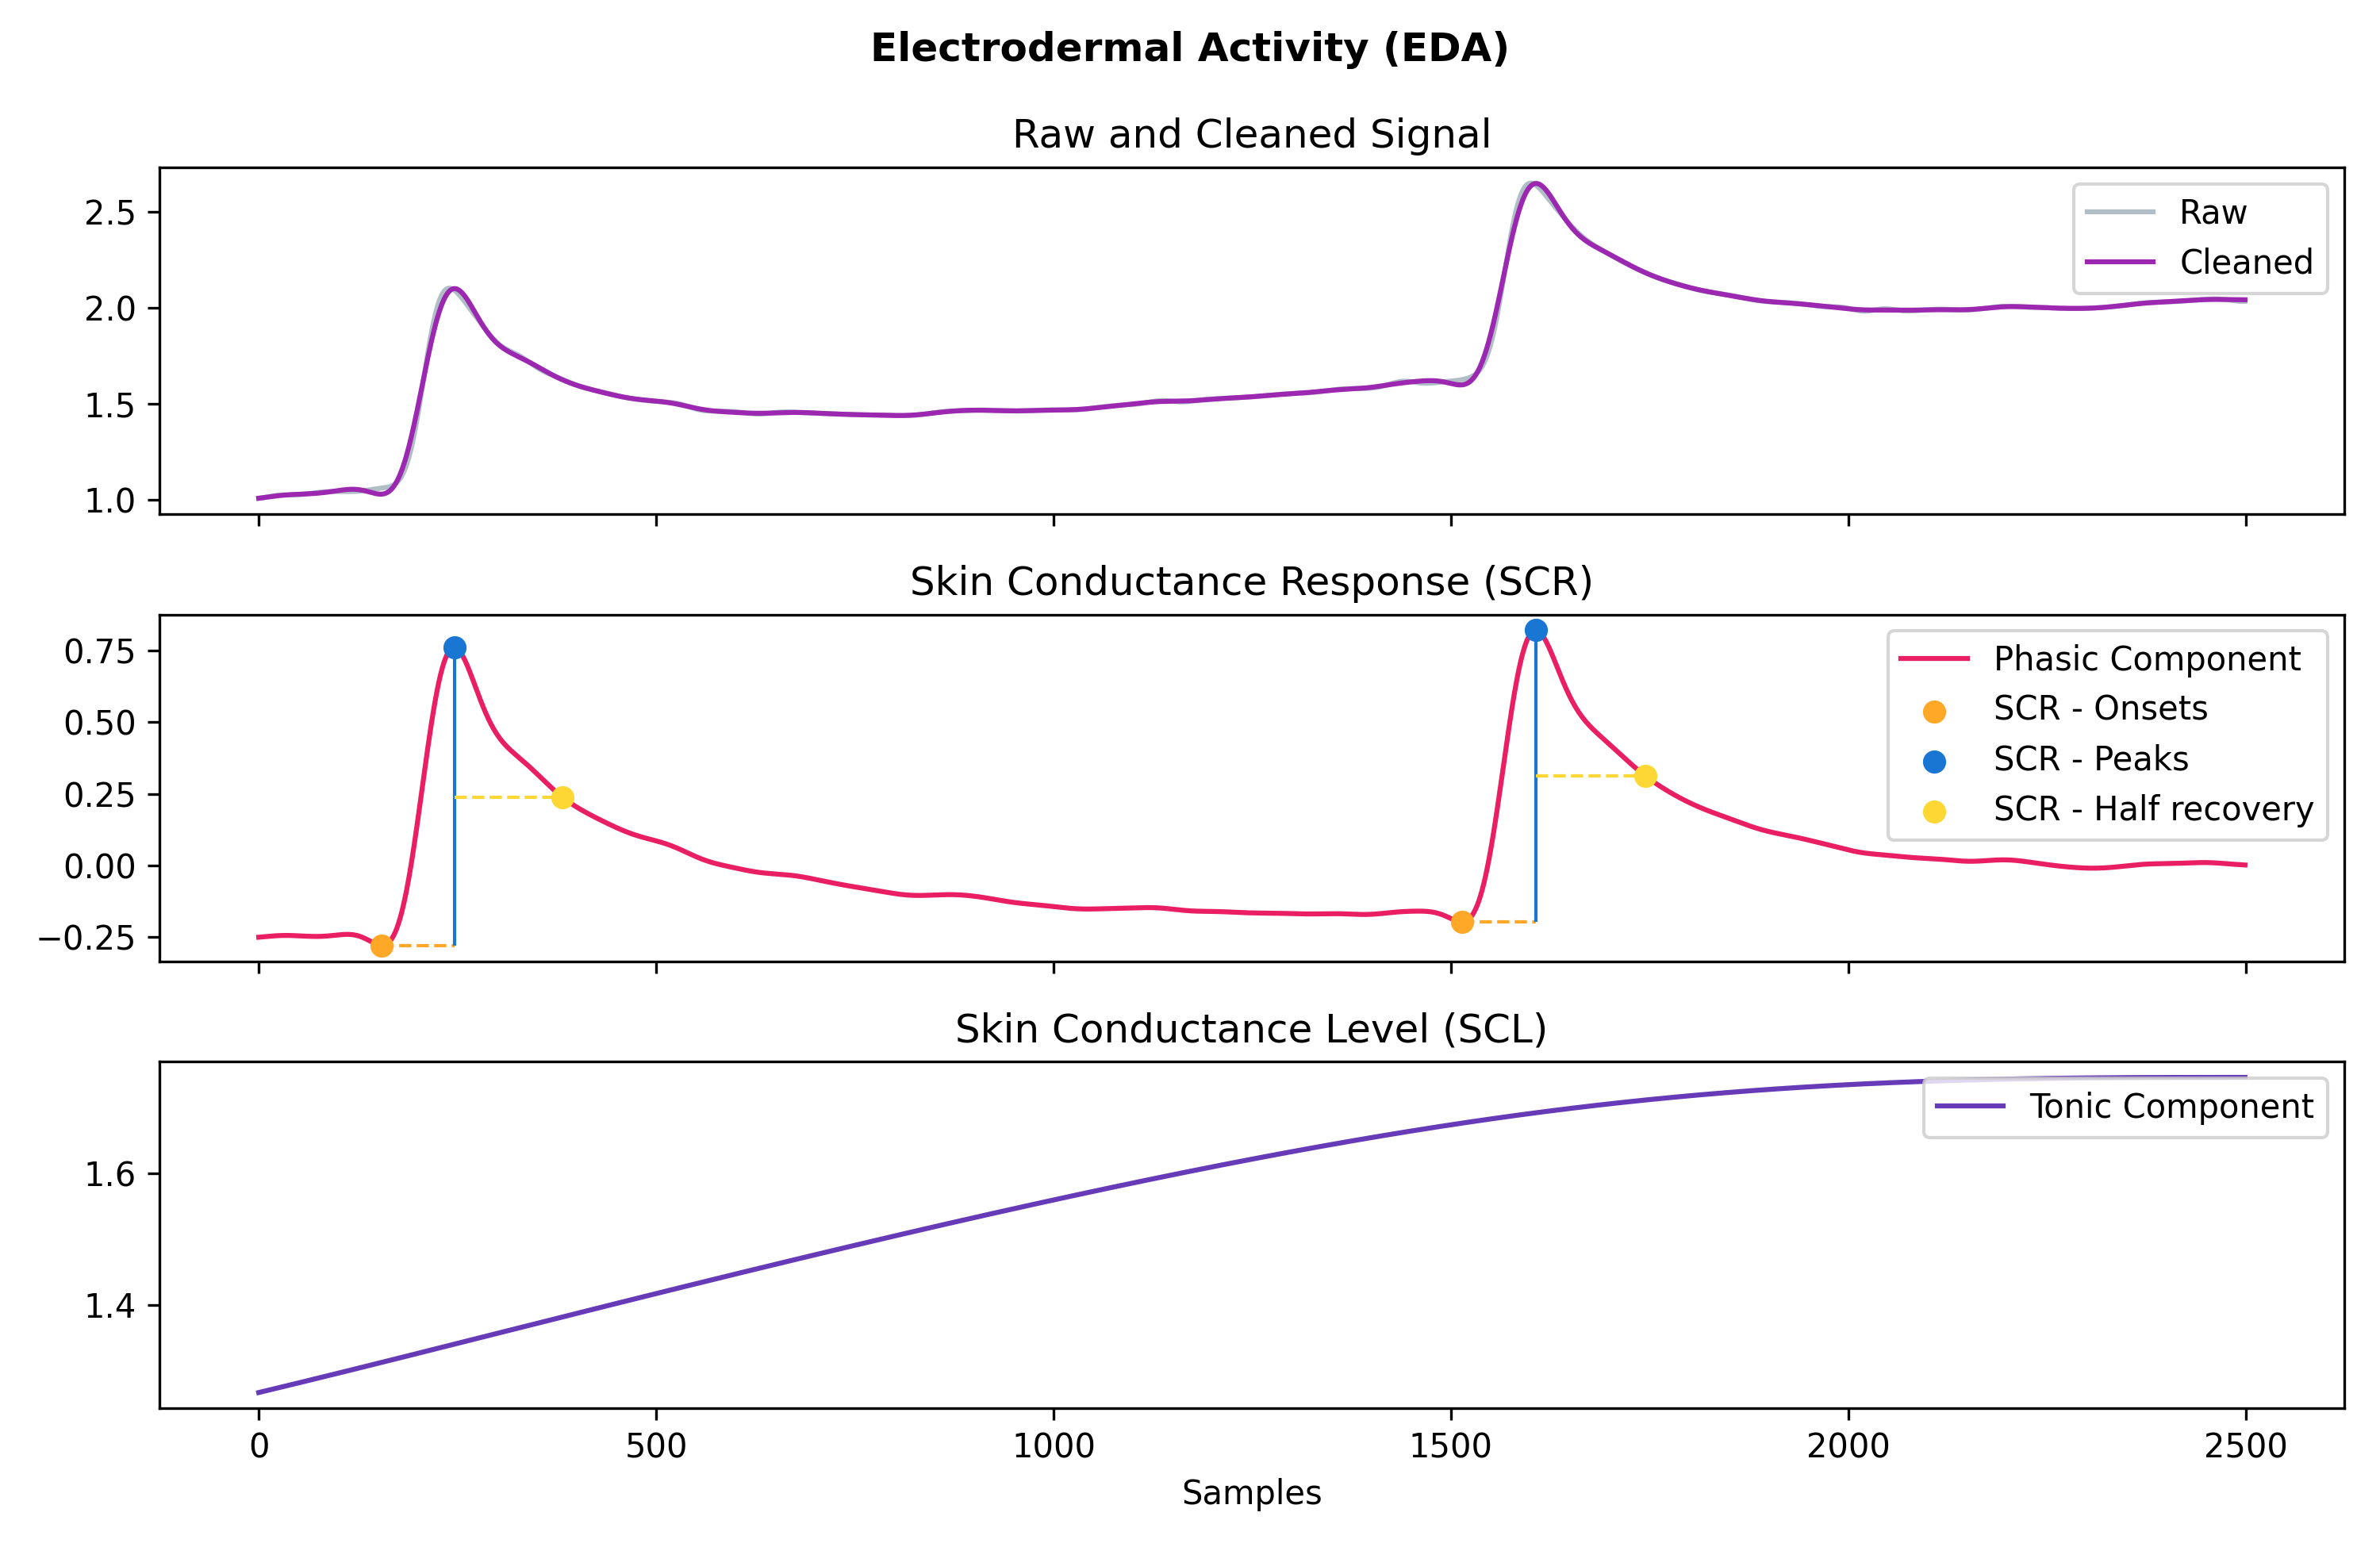 Electrodermal Activity (EDA)
Raw and Cleaned Signal
2.5
2.0
1.5
1.0
Raw
Cleaned
Skin Conductance Response (SCR)
0.75
0.50
0.25
0.00
−0.25
Phasic Component
SCR - Onsets
SCR - Peaks
SCR - Half recovery
Skin Conductance Level (SCL)
1.6
1.4
Tonic Component
0 500 1000 1500 2000 2500
Samples